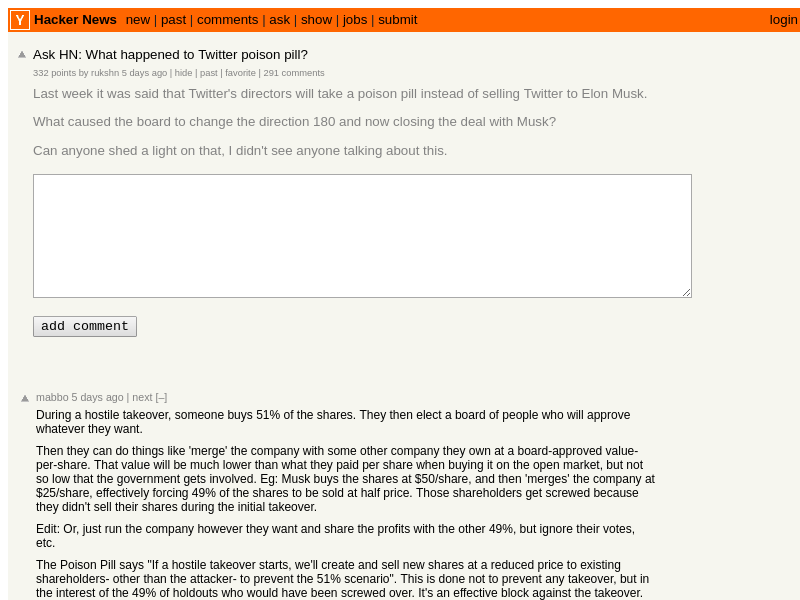 Y Hacker News new | past | comments | ask | show | jobs | submit login
Ask HN: What happened to Twitter poison pill?
332 points by rukshn 5 days ago | hide | past | favorite | 291 comments
Last week it was said that Twitter's directors will take a poison pill instead of selling Twitter to Elon Musk.
What caused the board to change the direction 180 and now closing the deal with Musk?
Can anyone shed a light on that, I didn't see anyone talking about this.
add comment
mabbo 5 days ago | next [–]
During a hostile takeover, someone buys 51% of the shares. They then elect a board of people who will approve
whatever they want.
Then they can do things like 'merge' the company with some other company they own at a board-approved value-
per-share. That value will be much lower than what they paid per share when buying it on the open market, but not
so low that the government gets involved. Eg: Musk buys the shares at $50/share, and then 'merges' the company at
$25/share, effectively forcing 49% of the shares to be sold at half price. Those shareholders get screwed because
they didn't sell their shares during the initial takeover.
Edit: Or, just run the company however they want and share the profits with the other 49%, but ignore their votes,
etc.
The Poison Pill says "If a hostile takeover starts, we'll create and sell new shares at a reduced price to existing
shareholders- other than the attacker- to prevent the 51% scenario". This is done not to prevent any takeover, but in
the interest of the 49% of holdouts who would have been screwed over. It's an effective block against the takeover.